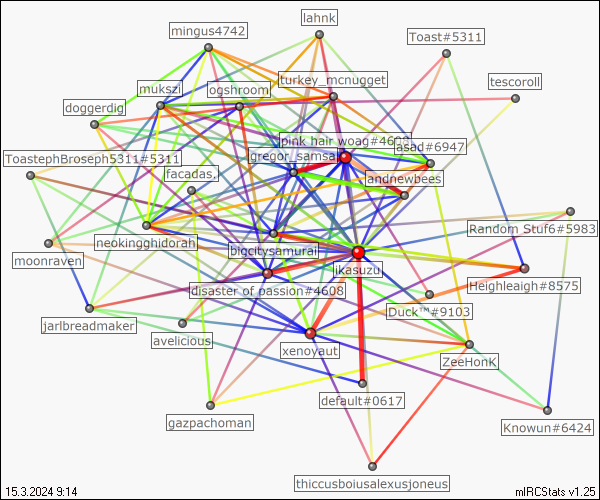 lahnk
mingus4742
Toast#5311
turkey_mcnugget
tescoroll
mukszi
ogshroom
doggerdig
pink hair woag#4609
asad#6947
ToastephBroseph5311#5311
gregor_samsa
facadas,
andnewbees
Random Stuf6#5983
neokingghidorah
bigcitysamurai
moonraven
ikasuzu
Heighleigh#8575
disaster of passion#4608
Duck™#9103
jarlbreadmaker
avelicious
xenoyaut
ZeeHonK
default#0617
gazpachoman
Knowun#6424
thiccusboiusalexusjoneus
15.3.2024 9:14
mIRCStats v1.25